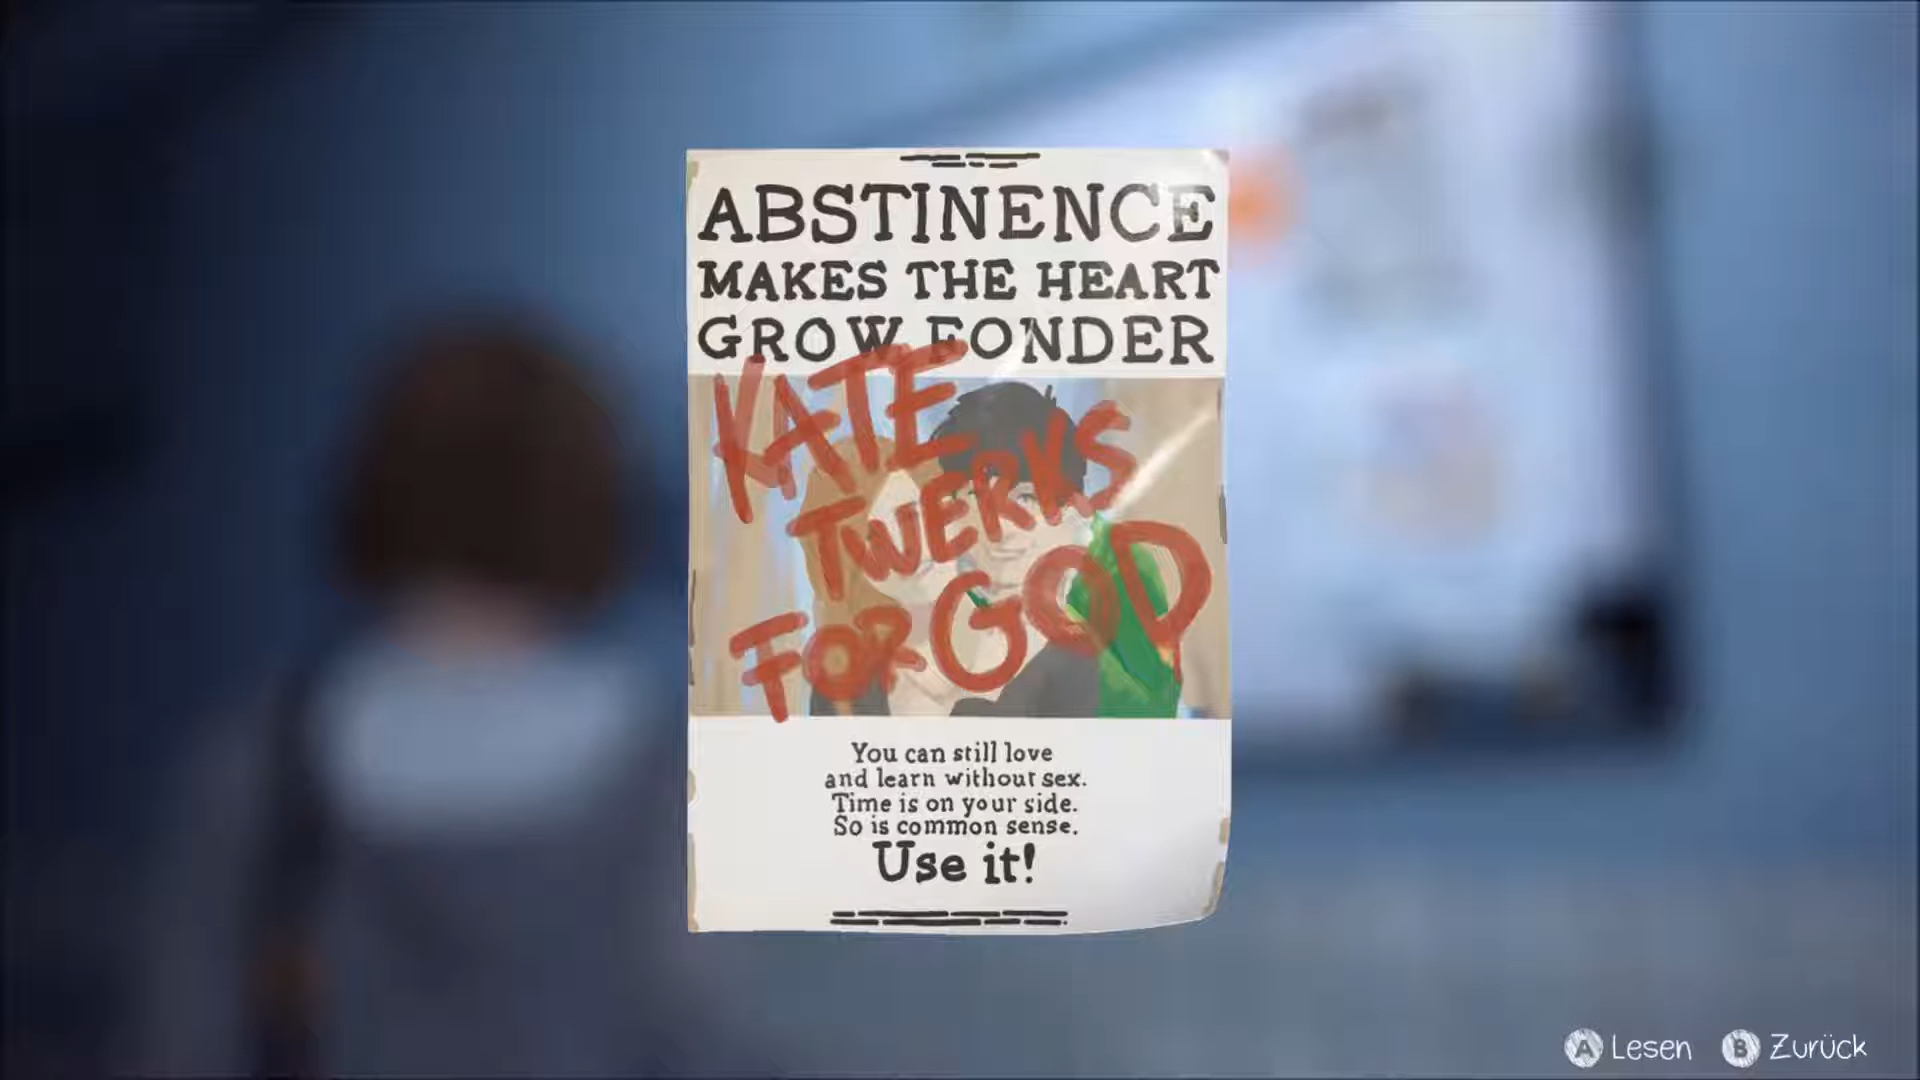 ABSTINENCE
MAKES THE HEART
GROW FONDER
KATE
TWERKS
FOR GOD
You can still love
and learn without sex.
Time is on your side.
So is common sense.
Use it!
A Lesen B Zurück